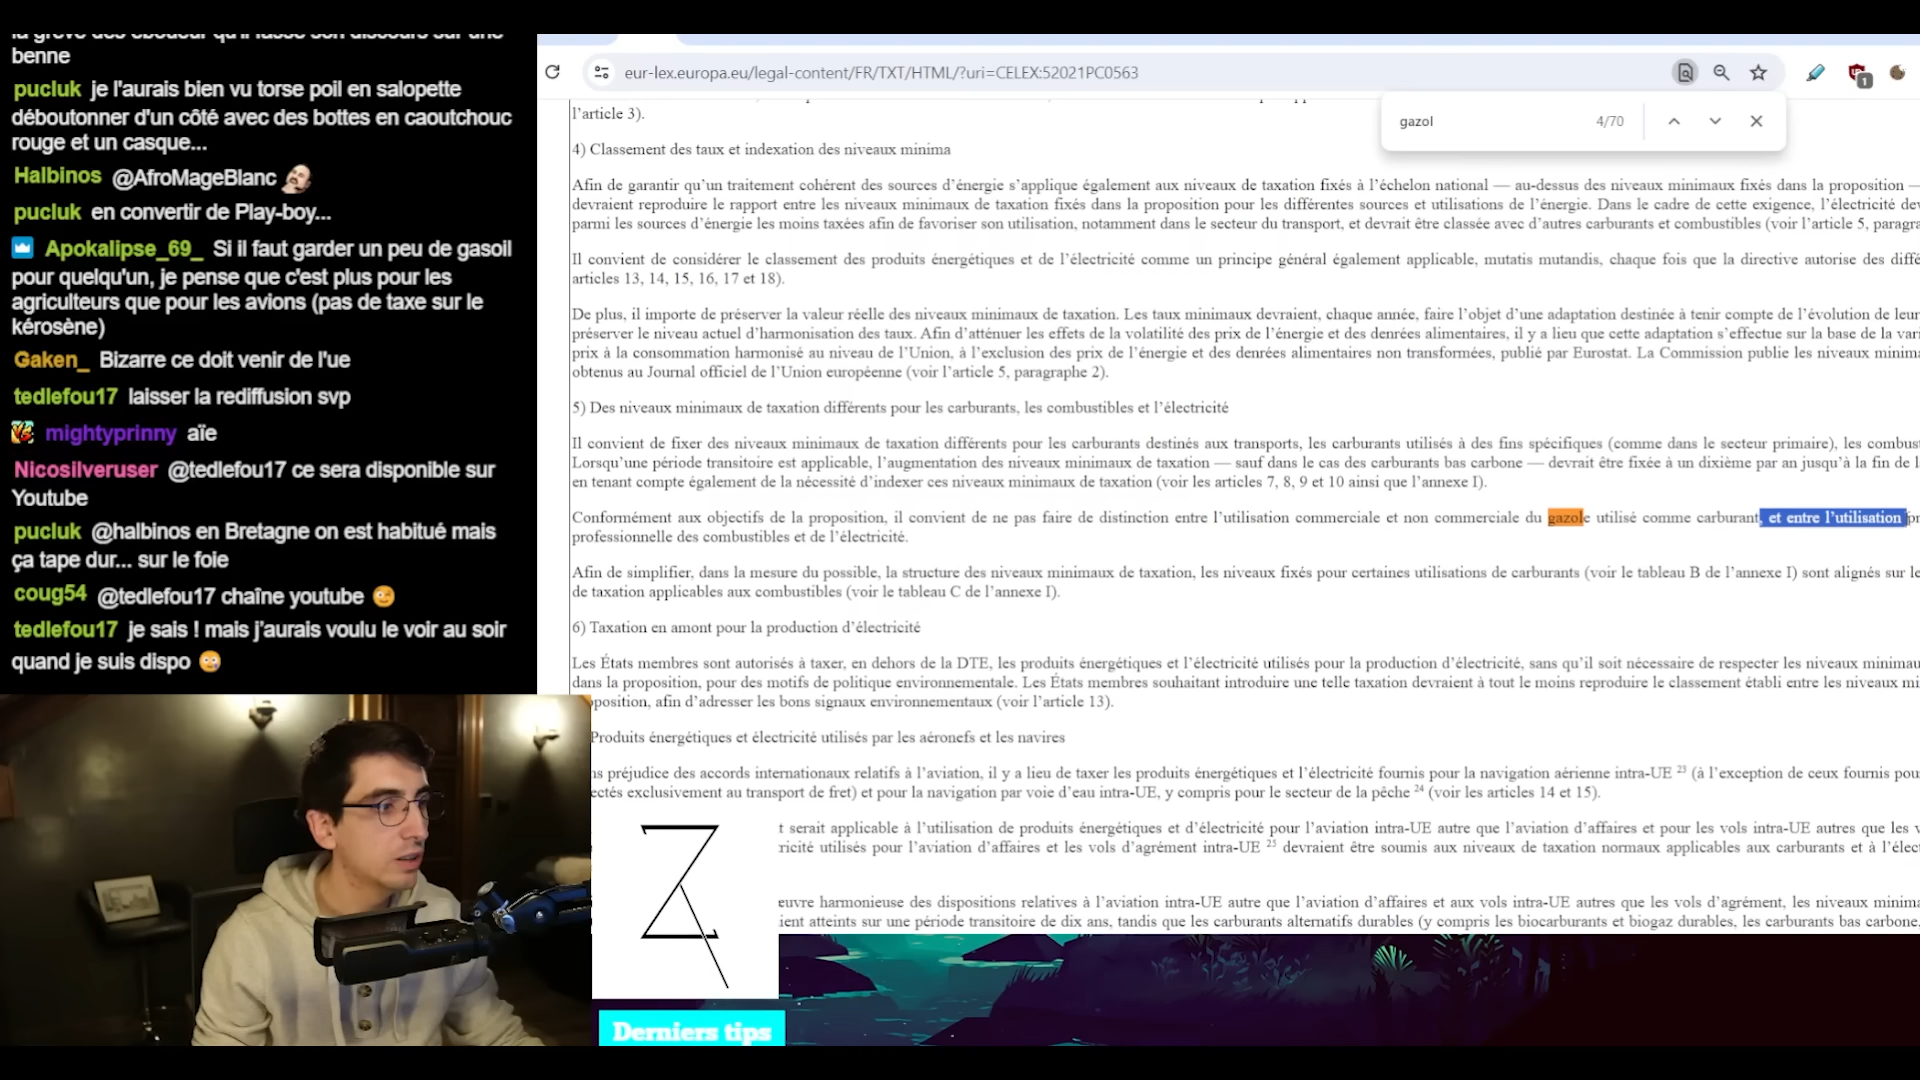 la grève des éboueur qu'il fasse son discours sur une
benne
pucluk je l'aurais bien vu torse poil en salopette
déboutonner d'un côté avec des bottes en caoutchouc
rouge et un casque...
Halbinos @AfroMageBlanc
pucluk en convertir de Play-boy...
Apokalipse_69_ Si il faut garder un peu de gasoil
pour quelqu'un, je pense que c'est plus pour les
agriculteurs que pour les avions (pas de taxe sur le
kérosène)
Gaken_ Bizarre ce doit venir de l'ue
tedlefou17 laisser la rediffusion svp
mightyprinny aïe
Nicosilveruser @tedlefou17 ce sera disponible sur
Youtube
pucluk @halbinos en Bretagne on est habitué mais
ça tape dur... sur le foie
coug54 @tedlefou17 chaîne youtube
tedlefou17 je sais ! mais j'aurais voulu le voir au soir
quand je suis dispo
eur-lex.europa.eu/legal-content/FR/TXT/HTML/?uri=CELEX:52021PC0563
1
gazol 4/70
l'article 3).
4) Classement des taux et indexation des niveaux minima
Afin de garantir qu'un traitement cohérent des sources d'énergie s'applique également aux niveaux de taxation fixés à l'échelon national — au-dessus des niveaux minimaux fixés dans la proposition —
devraient reproduire le rapport entre les niveaux minimaux de taxation fixés dans la proposition pour les différentes sources et utilisations de l'énergie. Dans le cadre de cette exigence, l'électricité dev
parmi les sources d'énergie les moins taxées afin de favoriser son utilisation, notamment dans le secteur du transport, et devrait être classée avec d'autres carburants et combustibles (voir l'article 5, paragra
Il convient de considérer le classement des produits énergétiques et de l'électricité comme un principe général également applicable, mutatis mutandis, chaque fois que la directive autorise des diffé
articles 13, 14, 15, 16, 17 et 18).
De plus, il importe de préserver la valeur réelle des niveaux minimaux de taxation. Les taux minimaux devraient, chaque année, faire l'objet d'une adaptation destinée à tenir compte de l'évolution de leur
préserver le niveau actuel d'harmonisation des taux. Afin d'atténuer les effets de la volatilité des prix de l'énergie et des denrées alimentaires, il y a lieu que cette adaptation s'effectue sur la base de la vari
prix à la consommation harmonisé au niveau de l'Union, à l'exclusion des prix de l'énergie et des denrées alimentaires non transformées, publié par Eurostat. La Commission publie les niveaux minima
obtenus au Journal officiel de l'Union européenne (voir l'article 5, paragraphe 2).
5) Des niveaux minimaux de taxation différents pour les carburants, les combustibles et l'électricité
Il convient de fixer des niveaux minimaux de taxation différents pour les carburants destinés aux transports, les carburants utilisés à des fins spécifiques (comme dans le secteur primaire), les combust
Lorsqu'une période transitoire est applicable, l'augmentation des niveaux minimaux de taxation — sauf dans le cas des carburants bas carbone — devrait être fixée à un dixième par an jusqu'à la fin de l
en tenant compte également de la nécessité d'indexer ces niveaux minimaux de taxation (voir les articles 7, 8, 9 et 10 ainsi que l'annexe I).
Conformément aux objectifs de la proposition, il convient de ne pas faire de distinction entre l'utilisation commerciale et non commerciale du gazole utilisé comme carburant, et entre l'utilisation pr
professionnelle des combustibles et de l'électricité.
Afin de simplifier, dans la mesure du possible, la structure des niveaux minimaux de taxation, les niveaux fixés pour certaines utilisations de carburants (voir le tableau B de l'annexe I) sont alignés sur le
de taxation applicables aux combustibles (voir le tableau C de l'annexe I).
6) Taxation en amont pour la production d'électricité
Les États membres sont autorisés à taxer, en dehors de la DTE, les produits énergétiques et l'électricité utilisés pour la production d'électricité, sans qu'il soit nécessaire de respecter les niveaux minimau
dans la proposition, pour des motifs de politique environnementale. Les États membres souhaitant introduire une telle taxation devraient à tout le moins reproduire le classement établi entre les niveaux mi
oposition, afin d'adresser les bons signaux environnementaux (voir l'article 13).
Produits énergétiques et électricité utilisés par les aéronefs et les navires
ns préjudice des accords internationaux relatifs à l'aviation, il y a lieu de taxer les produits énergétiques et l'électricité fournis pour la navigation aérienne intra-UE 23 (à l'exception de ceux fournis pou
ectés exclusivement au transport de fret) et pour la navigation par voie d'eau intra-UE, y compris pour le secteur de la pêche 24 (voir les articles 14 et 15).
t serait applicable à l'utilisation de produits énergétiques et d'électricité pour l'aviation intra-UE autre que l'aviation d'affaires et pour les vols intra-UE autres que les v
ricité utilisés pour l'aviation d'affaires et les vols d'agrément intra-UE 25 devraient être soumis aux niveaux de taxation normaux applicables aux carburants et à l'élect
euvre harmonieuse des dispositions relatives à l'aviation intra-UE autre que l'aviation d'affaires et aux vols intra-UE autres que les vols d'agrément, les niveaux minima
ient atteints sur une période transitoire de dix ans, tandis que les carburants alternatifs durables (y compris les biocarburants et biogaz durables, les carburants bas carbone,
Derniers tips